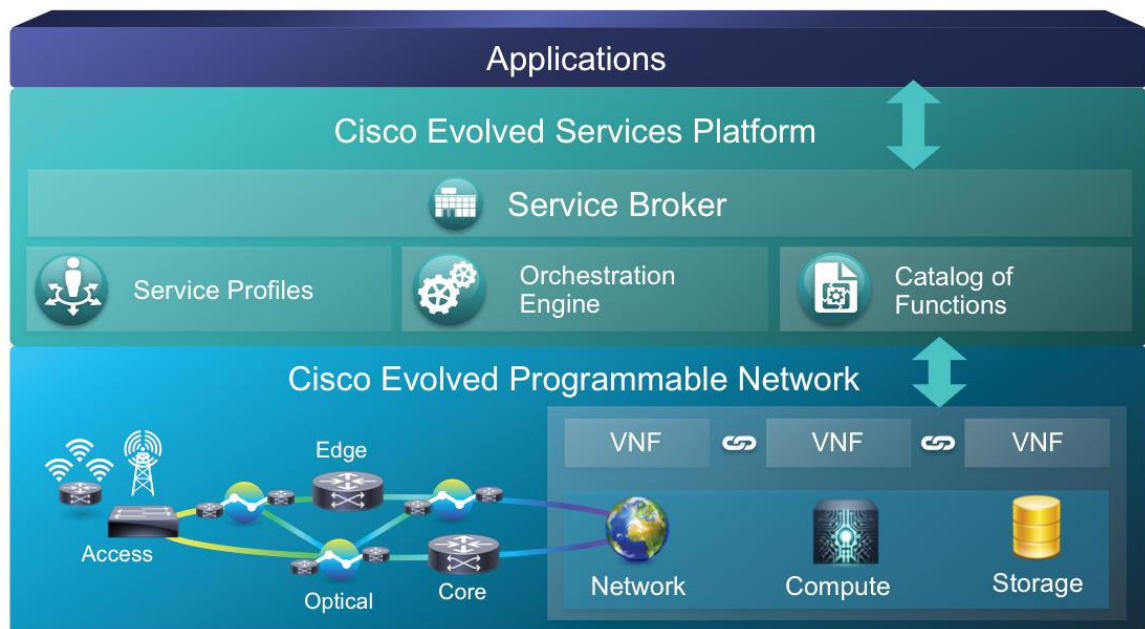 Applications
Cisco Evolved Services Platform
Service Broker
Service Profiles
Orchestration
Engine
Catalog of
Functions
Cisco Evolved Programmable Network
VNF
VNF
VNF
Edge
Access
Optical
Core
Network
Compute
Storage